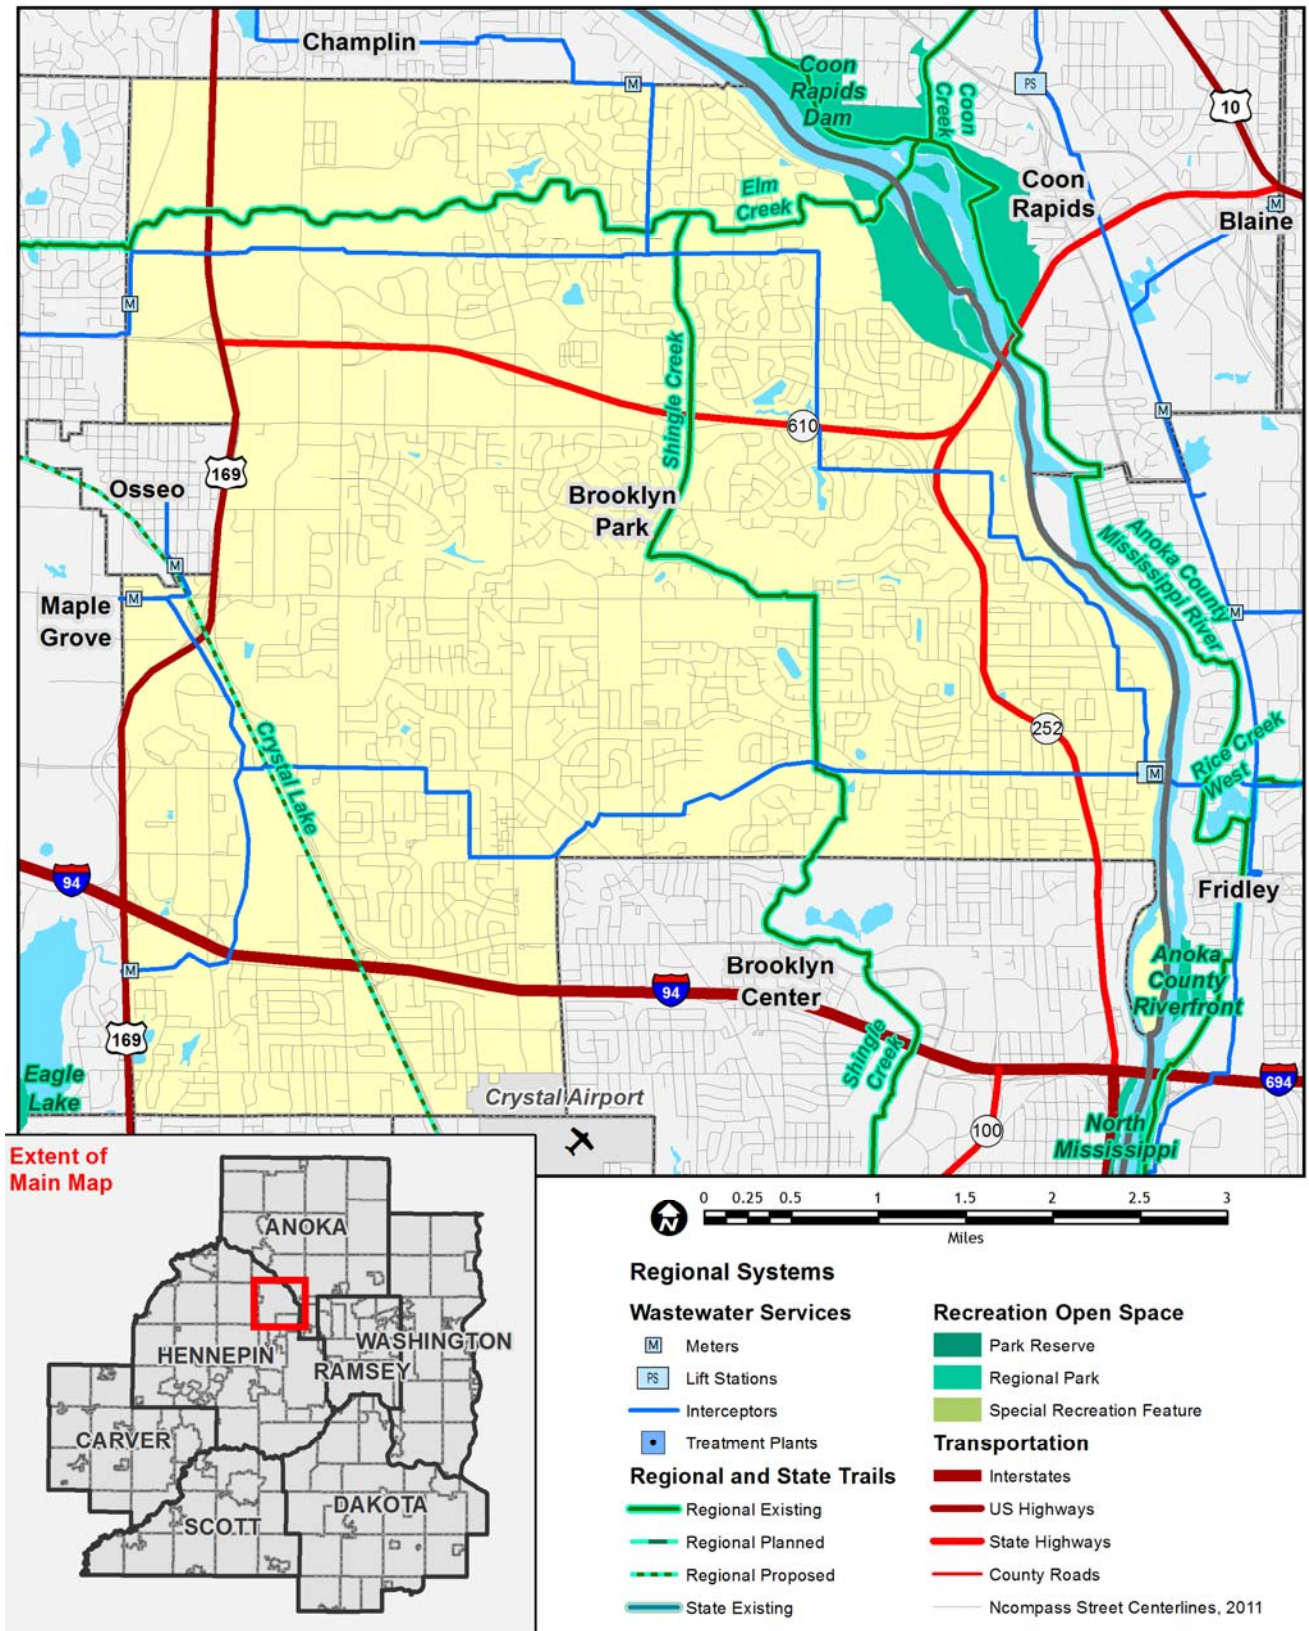 Champlin
M
Coon
Rapids
Dam
Coon
Creek
PS
10
Elm
Creek
Coon
Rapids
M
Blaine
M
Shingle Creek
M
610
169
Osseo
Brooklyn
Park
M
M
Maple
Grove
Anoka County
Mississippi River
M
Crystal Lake
252
M
Rice Creek
West
94
Fridley
M
Brooklyn
Center
94
Anoka
County
Riverfront
169
Shingle
Creek
Eagle
Lake
Crystal Airport
694
100
North
Mississippi
Extent of
Main Map
ANOKA
HENNEPIN
WASHINGTON
RAMSEY
CARVER
SCOTT
DAKOTA
N
0 0.25 0.5 1 1.5 2 2.5 3
Miles
Regional Systems
Wastewater Services
M Meters
PS Lift Stations
Interceptors
Treatment Plants
Regional and State Trails
Regional Existing
Regional Planned
Regional Proposed
State Existing
Recreation Open Space
Park Reserve
Regional Park
Special Recreation Feature
Transportation
Interstates
US Highways
State Highways
County Roads
Ncompass Street Centerlines, 2011